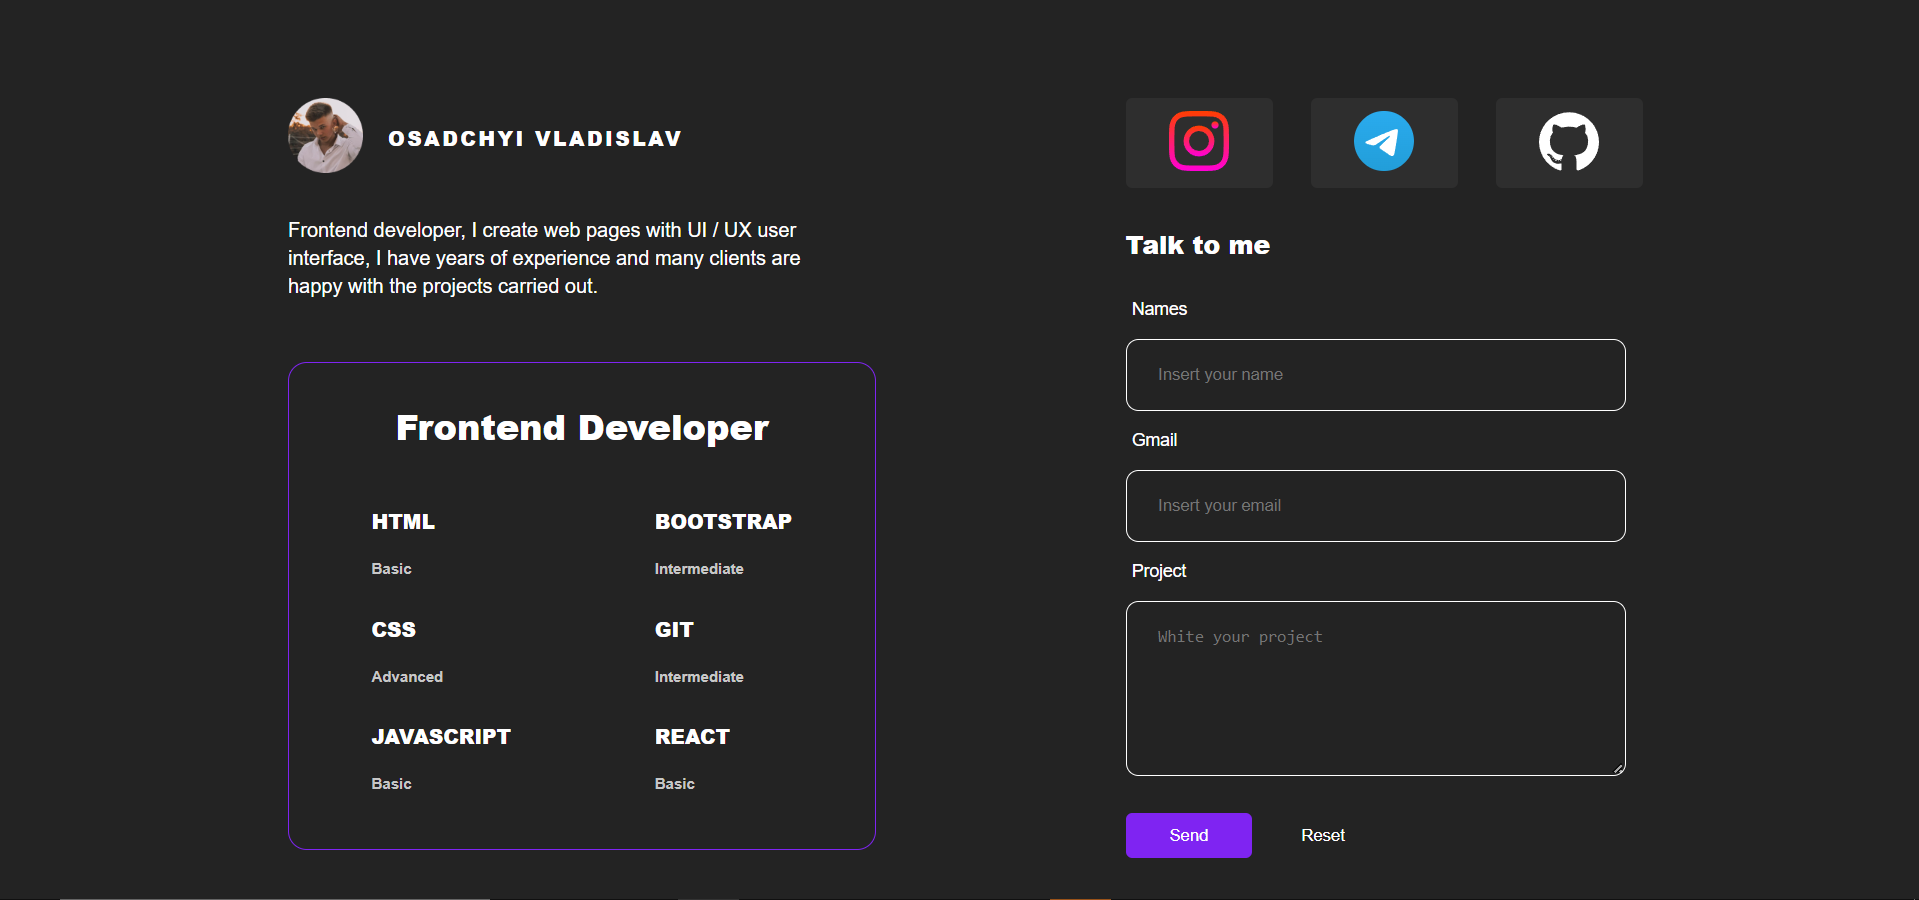 OSADCHYI VLADISLAV
Frontend developer, I create web pages with UI / UX user
interface, I have years of experience and many clients are
happy with the projects carried out.
Frontend Developer
HTML
Basic
BOOTSTRAP
Intermediate
CSS
Advanced
GIT
Intermediate
JAVASCRIPT
Basic
REACT
Basic
Talk to me
Names
Insert your name
Gmail
Insert your email
Project
White your project
Send
Reset